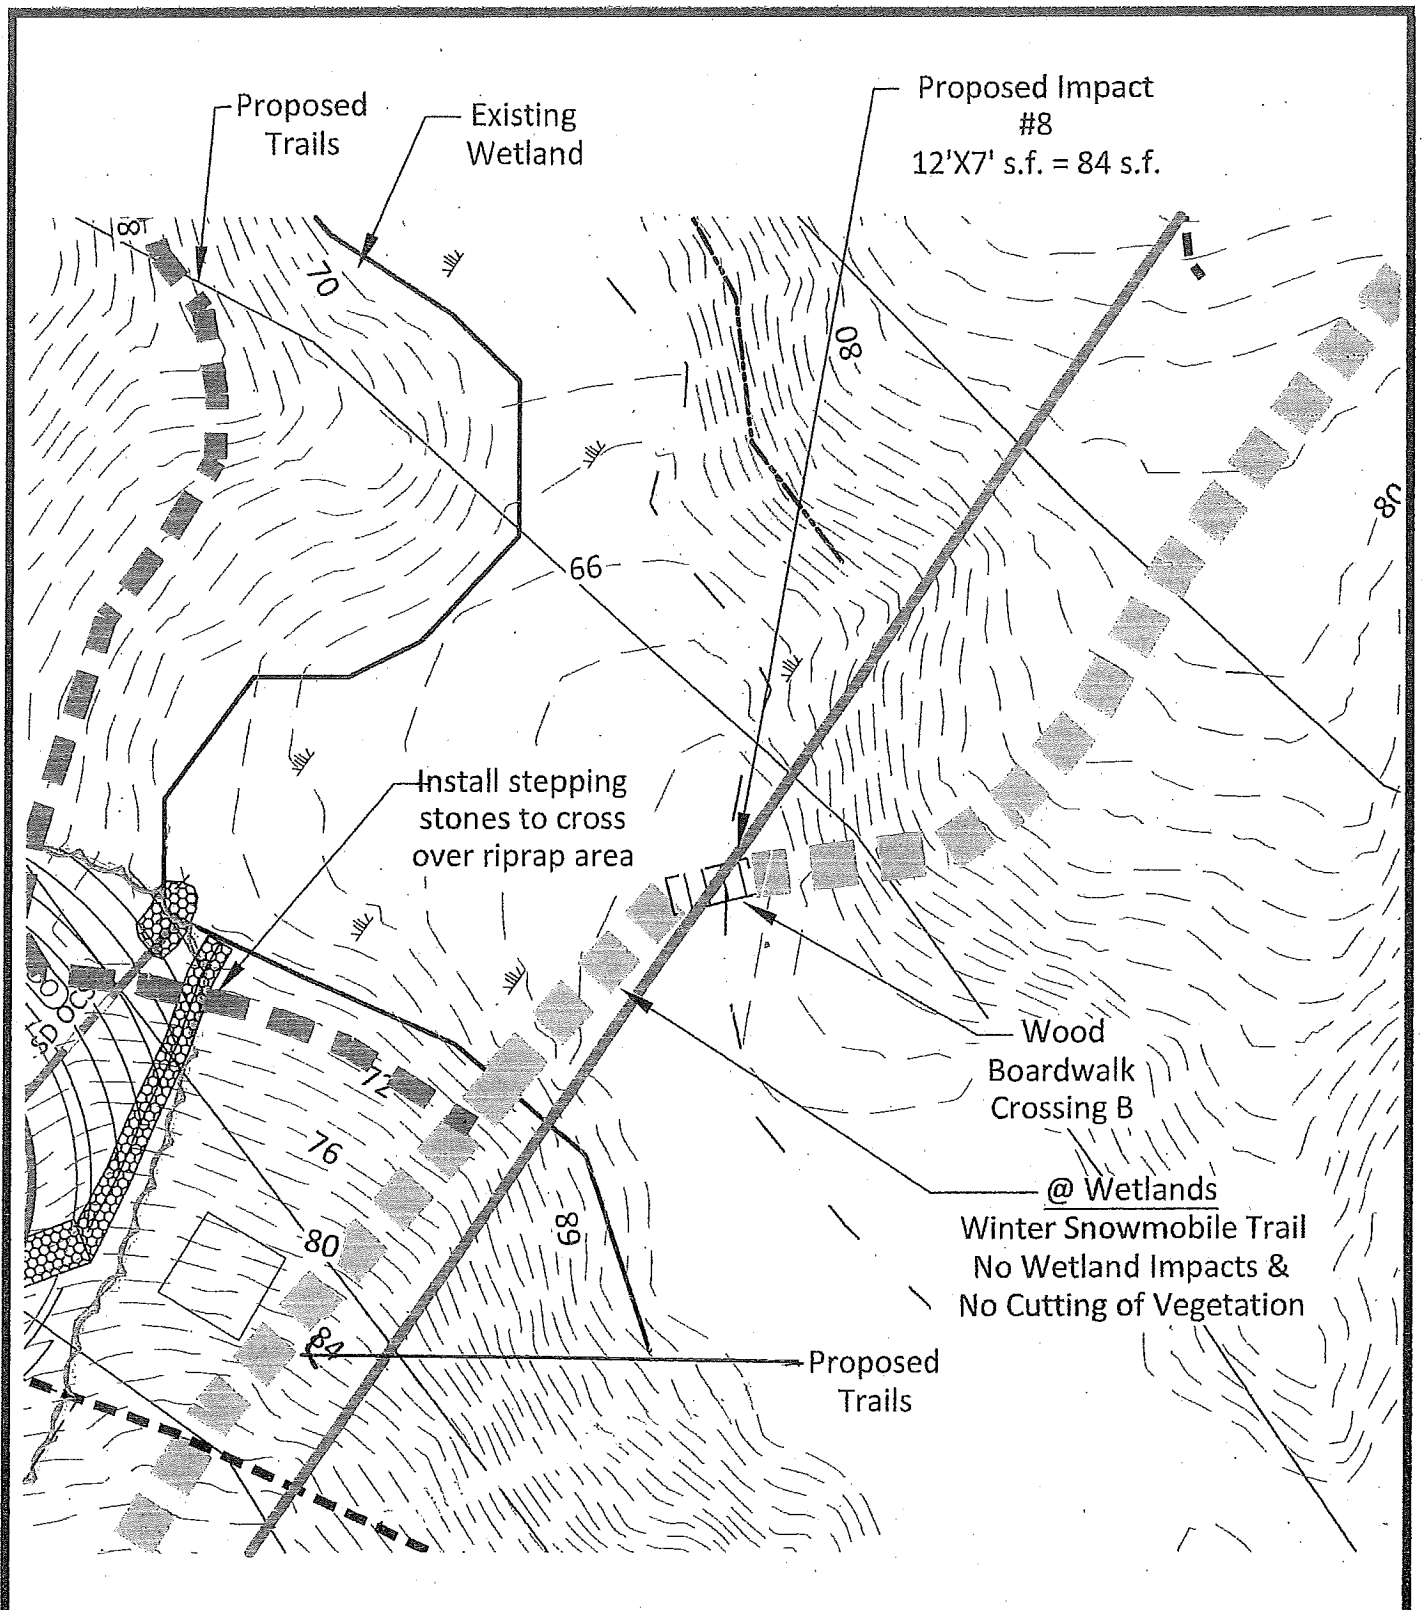 Proposed
Trails
Existing
Wetland
Proposed Impact
#8
12'X7' s.f. = 84 s.f.
70
80
80
66
Install stepping
stones to cross
over riprap area
SD OCS
72
Wood
Boardwalk
Crossing B
76
@ Wetlands
Winter Snowmobile Trail
No Wetland Impacts &
No Cutting of Vegetation
80
68
84
Proposed
Trails